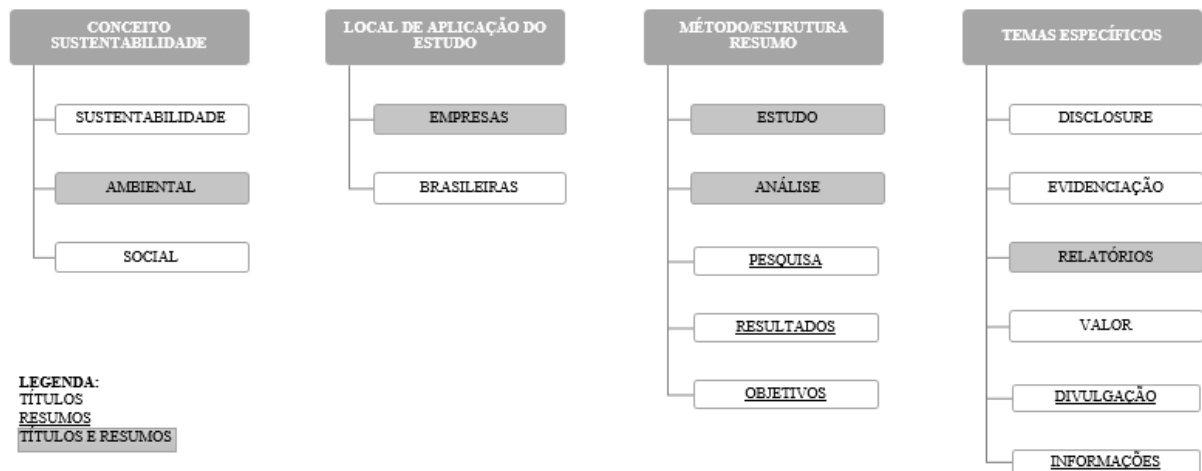 CONCEITO
SUSTENTABILIDADE
SUSTENTABILIDADE
AMBIENTAL
SOCIAL
LOCAL DE APLICAÇÃO DO
ESTUDO
EMPRESAS
BRASILEIRAS
MÉTODO/ESTRUTURA
RESUMO
ESTUDO
ANÁLISE
PESQUISA
RESULTADOS
OBJETIVOS
TEMAS ESPECÍFICOS
DISCLOSURE
EVIDENCIAÇÃO
RELATÓRIOS
VALOR
DIVULGAÇÃO
INFORMAÇÕES
LEGENDA:
TÍTULOS
RESUMOS
TÍTULOS E RESUMOS